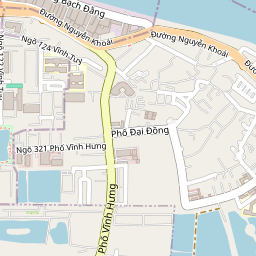 Bạch Đằng
Đường Nguyễn Khoái
Đường Nguyễn Khoái
Ngõ 124 Vĩnh Tuy
Phố Đại Đồng
Ngõ 321 Phố Vĩnh Hưng
Phố Vĩnh Hưng